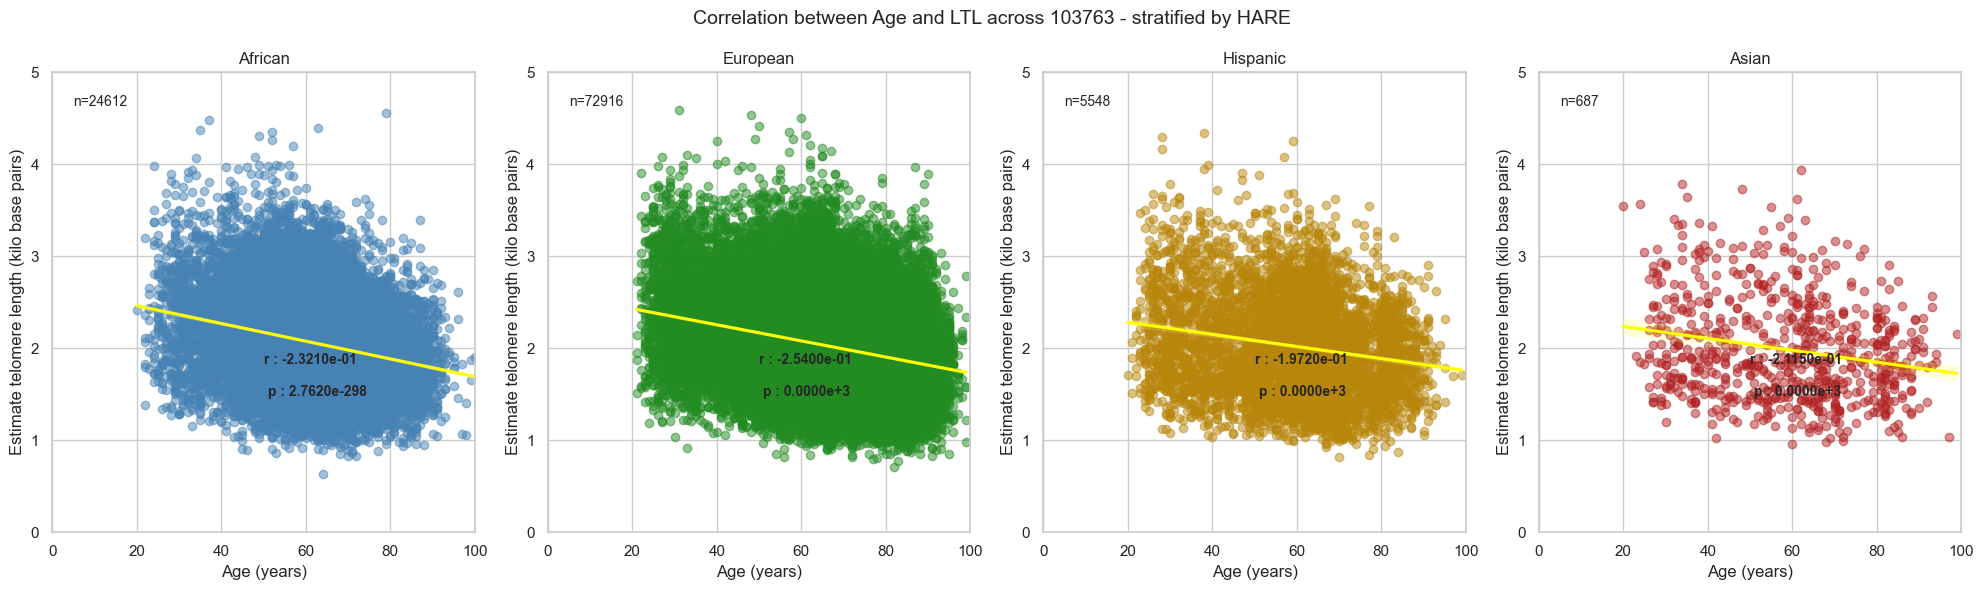 Correlation between Age and LTL across 103763 - stratified by HARE
African
Estimate telomere length (kilo base pairs)
5
4
3
2
1
0
n=24612
r : -2.3210e-01
p : 2.7620e-298
0 20 40 60 80 100
Age (years)
European
Estimate telomere length (kilo base pairs)
5
4
3
2
1
0
n=72916
r : -2.5400e-01
p : 0.0000e+3
0 20 40 60 80 100
Age (years)
Hispanic
Estimate telomere length (kilo base pairs)
5
4
3
2
1
0
n=5548
r : -1.9720e-01
p : 0.0000e+3
0 20 40 60 80 100
Age (years)
Asian
Estimate telomere length (kilo base pairs)
5
4
3
2
1
0
n=687
r : -2.1150e-01
p : 0.0000e+3
0 20 40 60 80 100
Age (years)